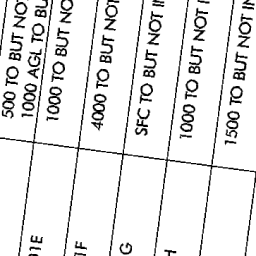 500 TO BUT NOT
1000 AGL TO BU
1000 TO BUT NO
4000 TO BUT NOT
SFC TO BUT NOT I
1000 TO BUT NOT I
1500 TO BUT NOT IN
1E
1F
G
H